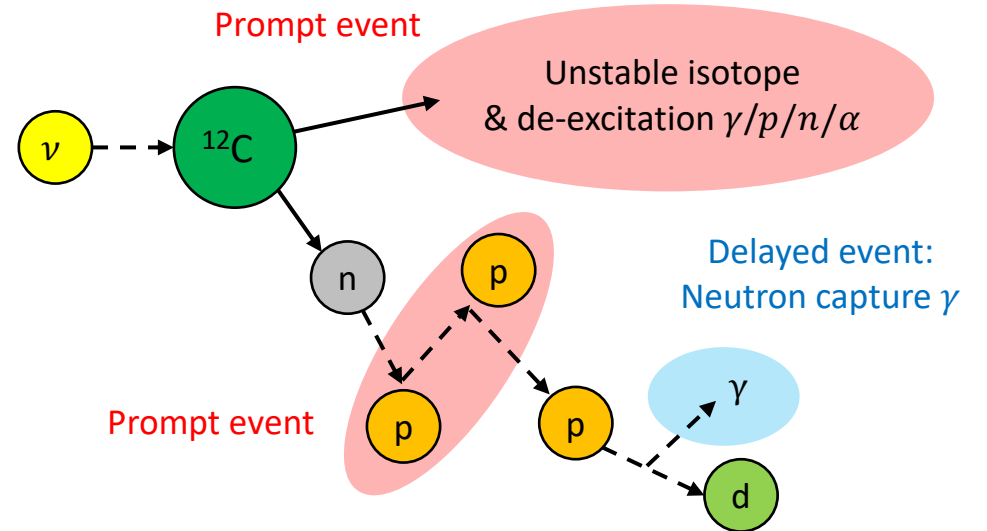 Prompt event
Unstable isotope
& de-excitation γ/p/n/α
ν
¹²C
n
p
Delayed event:
Neutron capture γ
Prompt event
p
p
γ
d